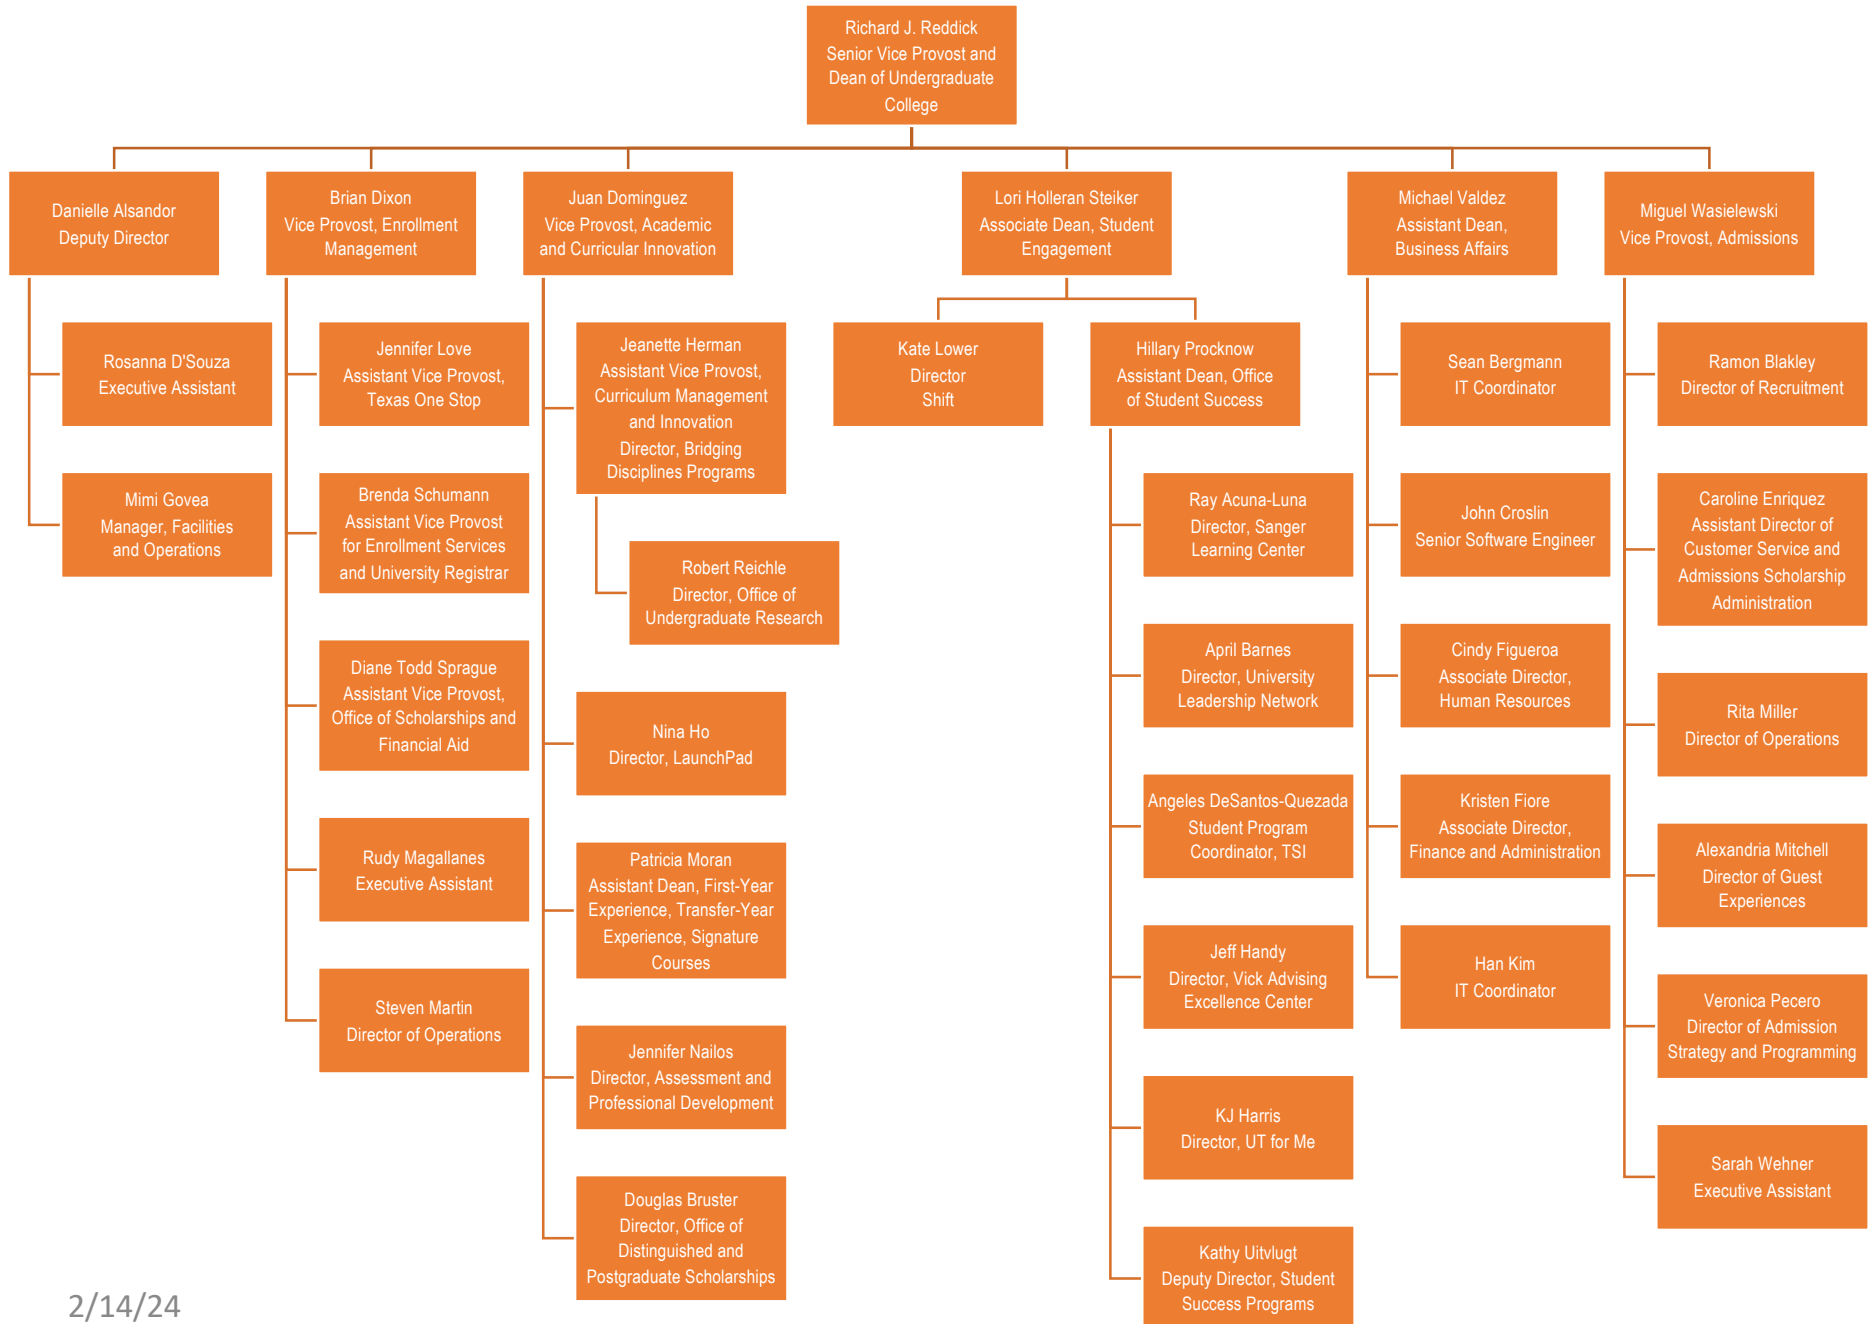 Richard J. Reddick
Senior Vice Provost and
Dean of Undergraduate
College
Danielle Alsandor
Deputy Director
Rosanna D'Souza
Executive Assistant
Mimi Govea
Manager, Facilities
and Operations
Brian Dixon
Vice Provost, Enrollment
Management
Jennifer Love
Assistant Vice Provost,
Texas One Stop
Brenda Schumann
Assistant Vice Provost
for Enrollment Services
and University Registrar
Diane Todd Sprague
Assistant Vice Provost,
Office of Scholarships and
Financial Aid
Rudy Magallanes
Executive Assistant
Steven Martin
Director of Operations
Juan Dominguez
Vice Provost, Academic
and Curricular Innovation
Jeanette Herman
Assistant Vice Provost,
Curriculum Management
and Innovation
Director, Bridging
Disciplines Programs
Robert Reichle
Director, Office of
Undergraduate Research
Nina Ho
Director, LaunchPad
Patricia Moran
Assistant Dean, First-Year
Experience, Transfer-Year
Experience, Signature
Courses
Jennifer Nailos
Director, Assessment and
Professional Development
Douglas Bruster
Director, Office of
Distinguished and
Postgraduate Scholarships
Lori Holleran Steiker
Associate Dean, Student
Engagement
Kate Lower
Director
Shift
Hillary Procknow
Assistant Dean, Office
of Student Success
Ray Acuna-Luna
Director, Sanger
Learning Center
April Barnes
Director, University
Leadership Network
Angeles DeSantos-Quezada
Student Program
Coordinator, TSI
Jeff Handy
Director, Vick Advising
Excellence Center
KJ Harris
Director, UT for Me
Kathy Uitvlugt
Deputy Director, Student
Success Programs
Michael Valdez
Assistant Dean,
Business Affairs
Sean Bergmann
IT Coordinator
John Croslin
Senior Software Engineer
Cindy Figueroa
Associate Director,
Human Resources
Kristen Fiore
Associate Director,
Finance and Administration
Han Kim
IT Coordinator
Miguel Wasielewski
Vice Provost, Admissions
Ramon Blakley
Director of Recruitment
Caroline Enriquez
Assistant Director of
Customer Service and
Admissions Scholarship
Administration
Rita Miller
Director of Operations
Alexandria Mitchell
Director of Guest
Experiences
Veronica Pecero
Director of Admission
Strategy and Programming
Sarah Wehner
Executive Assistant
2/14/24